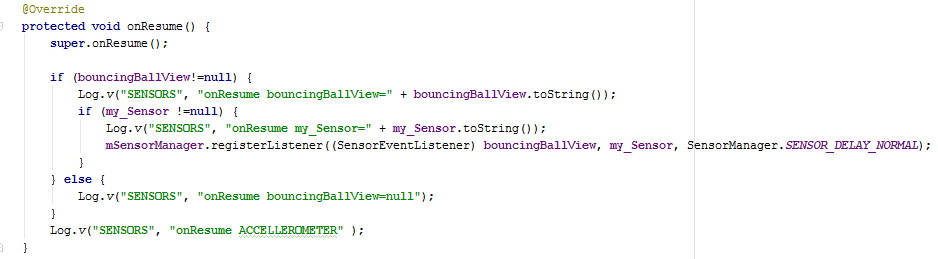 @Override
protected void onResume() {
    super.onResume();

    if (bouncingBallView!=null) {
        Log.v("SENSORS", "onResume bouncingBallView=" + bouncingBallView.toString());
        if (my_Sensor !=null) {
            Log.v("SENSORS", "onResume my_Sensor=" + my_Sensor.toString());
            mSensorManager.registerListener((SensorEventListener) bouncingBallView, my_Sensor, SensorManager.SENSOR_DELAY_NORMAL);
        }
    } else {
        Log.v("SENSORS", "onResume bouncingBallView=null");
    }
    Log.v("SENSORS", "onResume ACCELLEROMETER" );
}